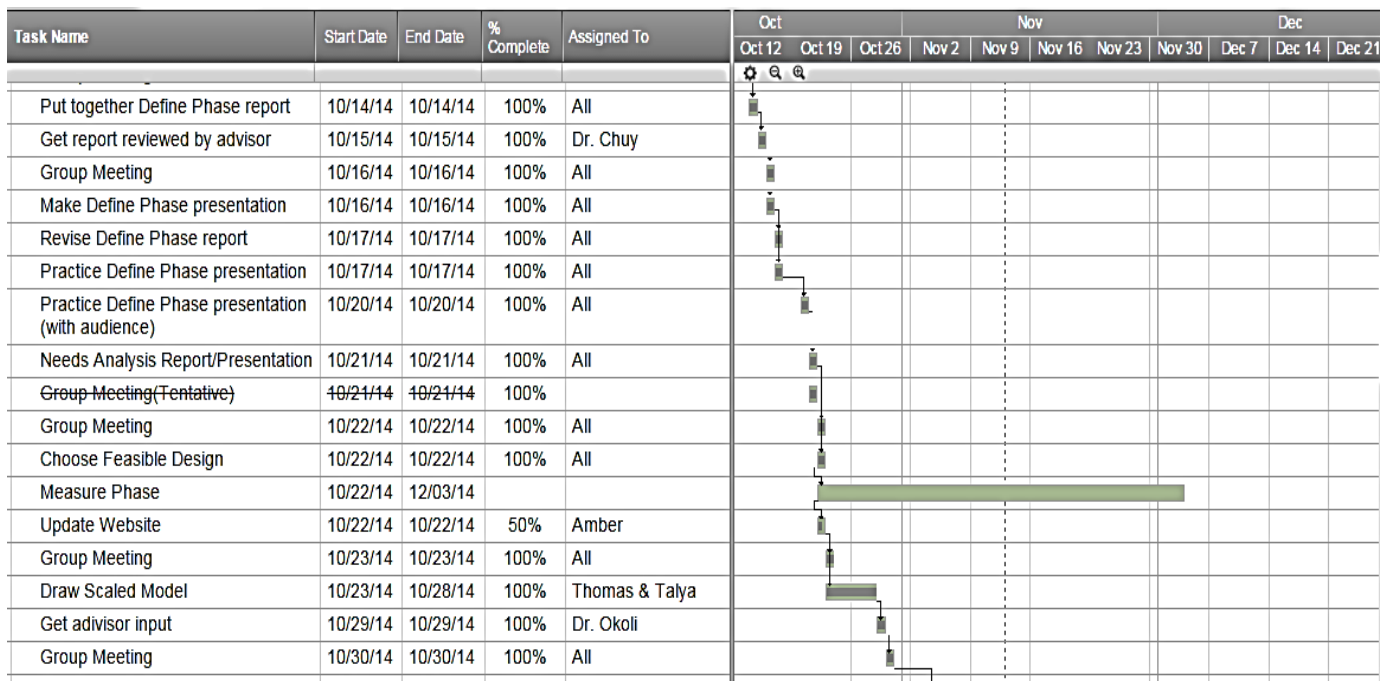 Task Name Start Date End Date % Complete Assigned To Oct Nov Dec
Oct 12 Oct 19 Oct 26 Nov 2 Nov 9 Nov 16 Nov 23 Nov 30 Dec 7 Dec 14 Dec 21
Put together Define Phase report 10/14/14 10/14/14 100% All
Get report reviewed by advisor 10/15/14 10/15/14 100% Dr. Chuy
Group Meeting 10/16/14 10/16/14 100% All
Make Define Phase presentation 10/16/14 10/16/14 100% All
Revise Define Phase report 10/17/14 10/17/14 100% All
Practice Define Phase presentation 10/17/14 10/17/14 100% All
Practice Define Phase presentation 10/20/14 10/20/14 100% All
(with audience)
Needs Analysis Report/Presentation 10/21/14 10/21/14 100% All
Group Meeting(Tentative) 10/21/14 10/21/14 100%
Group Meeting 10/22/14 10/22/14 100% All
Choose Feasible Design 10/22/14 10/22/14 100% All
Measure Phase 10/22/14 12/03/14
Update Website 10/22/14 10/22/14 50% Amber
Group Meeting 10/23/14 10/23/14 100% All
Draw Scaled Model 10/23/14 10/28/14 100% Thomas & Talya
Get adivisor input 10/29/14 10/29/14 100% Dr. Okoli
Group Meeting 10/30/14 10/30/14 100% All